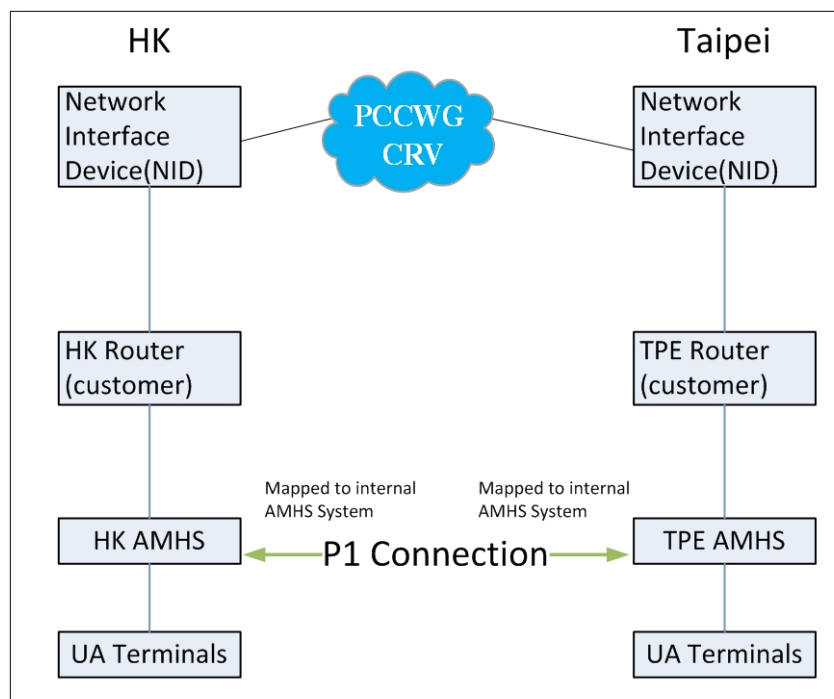 HK
Taipei
Network
Interface
Device(NID)
PCCWG
CRV
Network
Interface
Device(NID)
HK Router
(customer)
TPE Router
(customer)
Mapped to internal
AMHS System
Mapped to internal
AMHS System
HK AMHS
P1 Connection
TPE AMHS
UA Terminals
UA Terminals